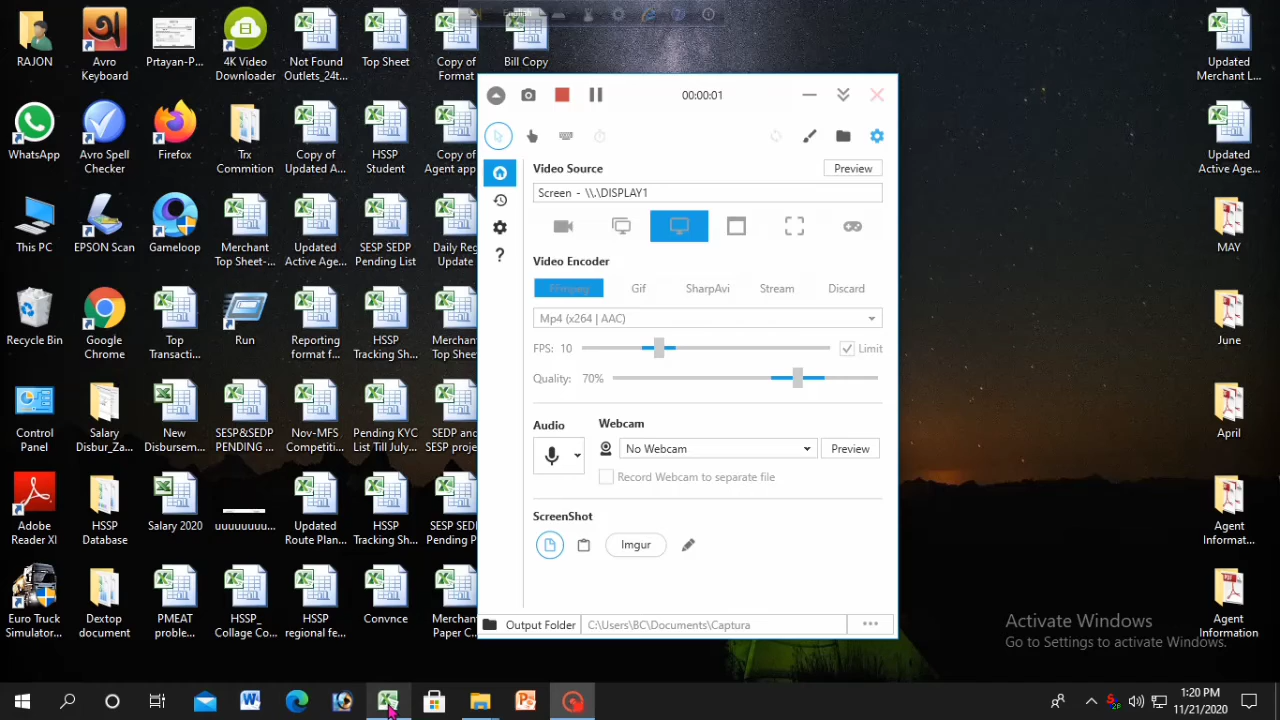 RAJON
Avro
Keyboard
Prtayan-P...
4K Video
Downloader
Not Found
Outlets_24t...
Top Sheet
Copy of
Format
Bill Copy
Updated
Merchant L...
WhatsApp
Avro Spell
Checker
Firefox
Trx
Commition
Copy of
Updated A...
HSSP
Student
Copy of
Agent app
Updated
Active Age...
This PC
EPSON Scan
Gameloop
Merchant
Top Sheet-...
Updated
Active Age...
SESP SEDP
Pending List
Daily Req
Update
MAY
Recycle Bin
Google
Chrome
Top
Transacti...
Run
Reporting
format f...
HSSP
Tracking Sh...
Merchant
Top Sheet
June
Control
Panel
Salary
Disbur_Za...
New
Disbursem...
SESP&SEDP
PENDING ...
Nov-MFS
Competiti...
Pending KYC
List Till July...
SEDP and
SESP proje
April
Adobe
Reader XI
HSSP
Database
Salary 2020
uuuuuuuu...
Updated
Route Plan...
HSSP
Tracking Sh...
SESP SEDP
Pending P
Agent
Informat...
Euro Truck
Simulator...
Dextop
document
PMEAT
proble...
HSSP_
Collage Co...
HSSP
regional fe...
Convnce
Merchant
Paper C...
Agent
Information
00:00:01
Video Source
Preview
Screen - \\.\DISPLAY1
Video Encoder
FFmpeg
Gif
SharpAvi
Stream
Discard
Mp4 (x264 | AAC)
FPS: 10
Limit
Quality: 70%
Audio
Webcam
No Webcam
Preview
Record Webcam to separate file
ScreenShot
Imgur
Output Folder
C:\Users\BC\Documents\Captura
Activate Windows
Go to Settings to activate Windows.
1:20 PM
11/21/2020